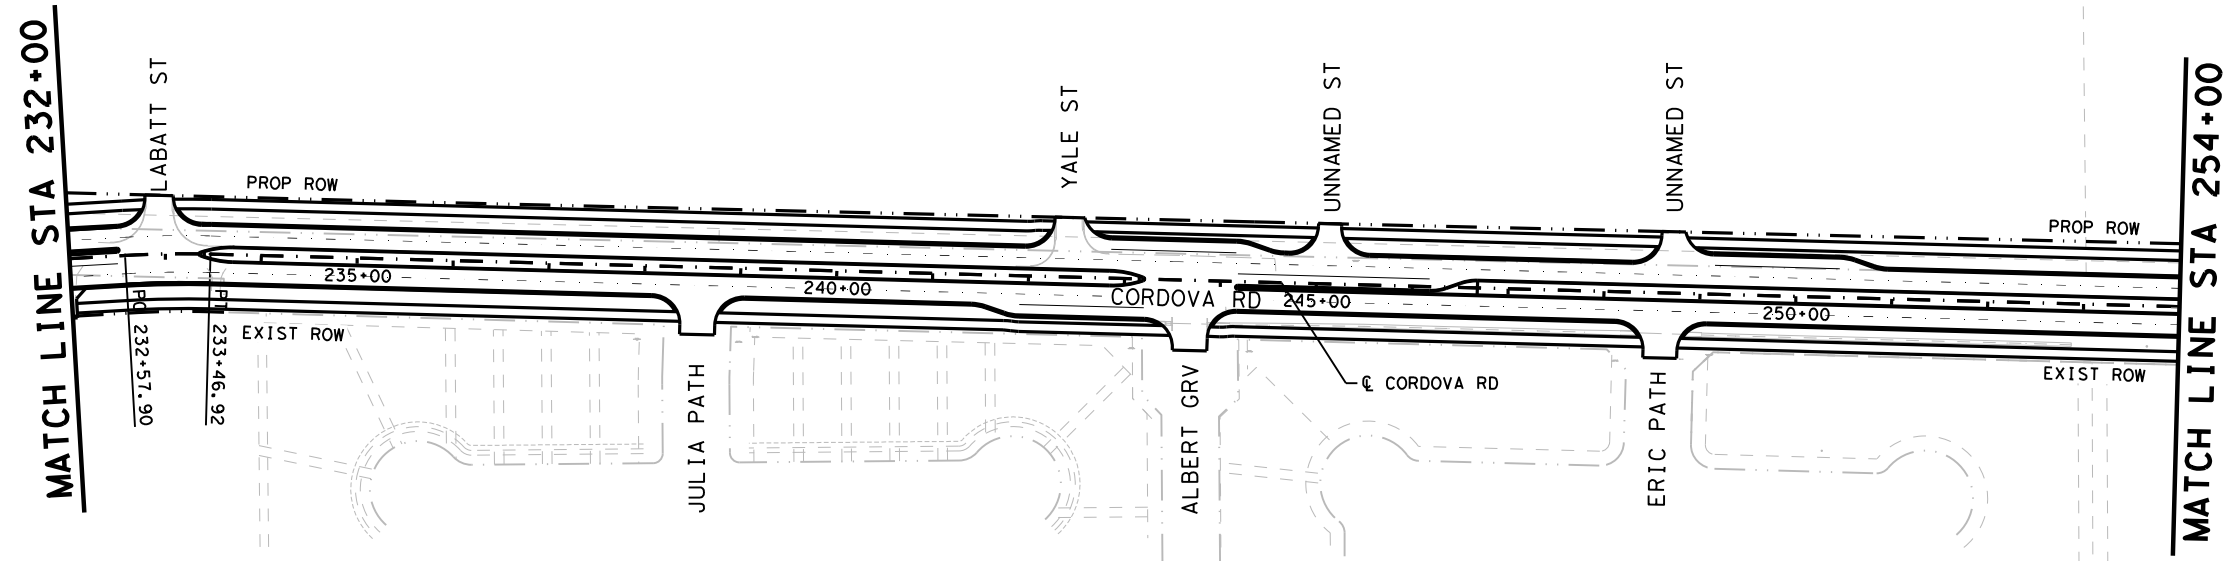 MATCH LINE STA 232+00
LABATT ST
PROP ROW
YALE ST
UNNAMED ST
UNNAMED ST
PROP ROW
MATCH LINE STA 254+00
235+00
240+00
CORDOVA RD
245+00
250+00
PC 232+57.90
PT 233+46.92
EXIST ROW
JULIA PATH
ALBERT GRV
℄ CORDOVA RD
ERIC PATH
EXIST ROW